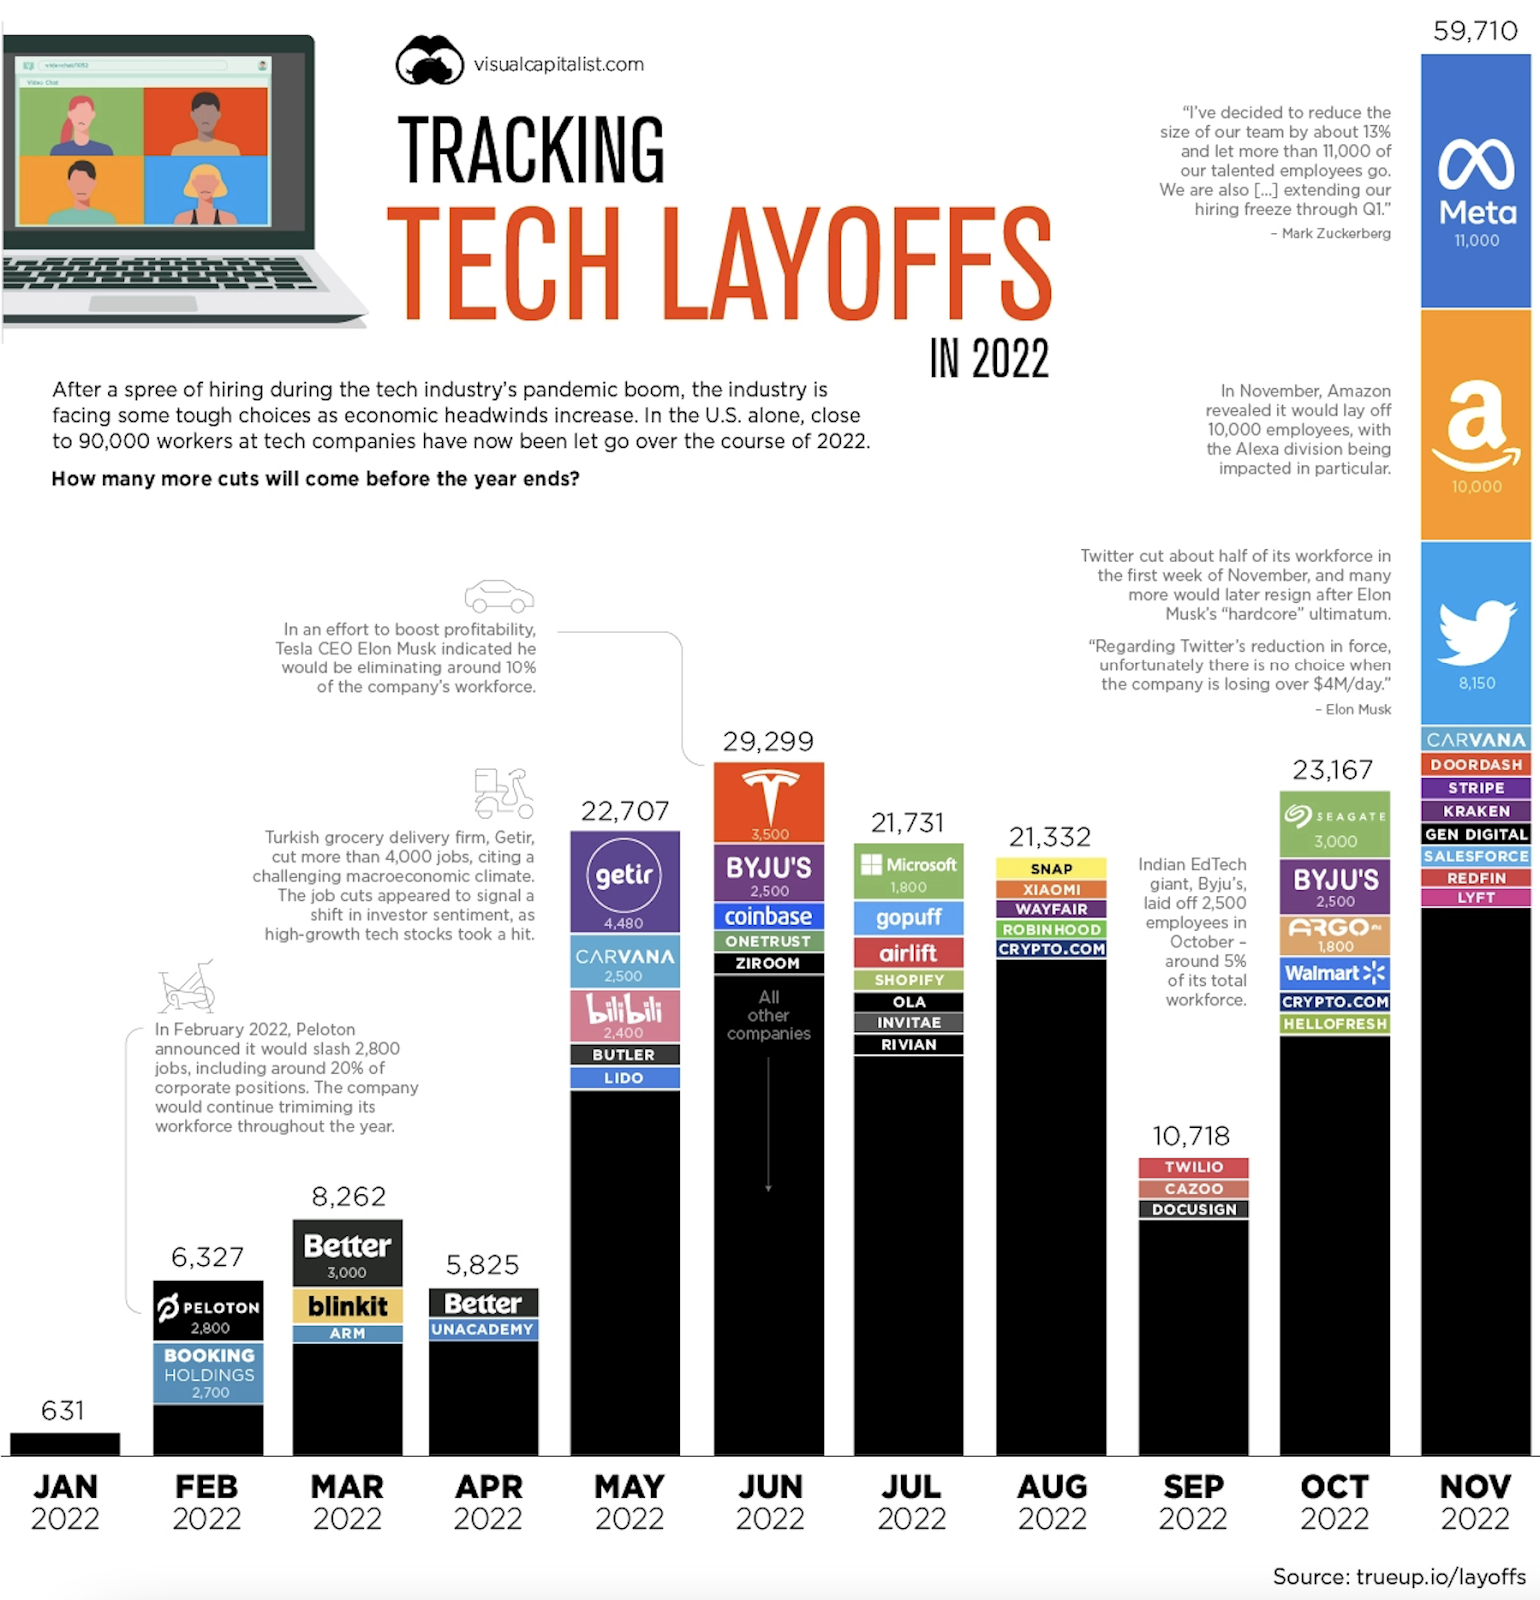 visualcapitalist.com
TRACKING
TECH LAYOFFS
IN 2022
After a spree of hiring during the tech industry's pandemic boom, the industry is
facing some tough choices as economic headwinds increase. In the U.S. alone, close
to 90,000 workers at tech companies have now been let go over the course of 2022.
How many more cuts will come before the year ends?
Video Chat
631
JAN
2022
In February 2022, Peloton
announced it would slash 2,800
jobs, including around 20% of
corporate positions. The company
would continue trimiming its
workforce throughout the year.
6,327
PELOTON
2,800
BOOKING
HOLDINGS
2,700
FEB
2022
8,262
Better
3,000
blinkit
ARM
MAR
2022
5,825
Better
UNACADEMY
APR
2022
Turkish grocery delivery firm, Getir,
cut more than 4,000 jobs, citing a
challenging macroeconomic climate.
The job cuts appeared to signal a
shift in investor sentiment, as
high-growth tech stocks took a hit.
22,707
getir
4,480
CARVANA
2,500
bilibili
2,400
BUTLER
LIDO
MAY
2022
In an effort to boost profitability,
Tesla CEO Elon Musk indicated he
would be eliminating around 10%
of the company's workforce.
29,299
3,500
BYJU'S
2,500
coinbase
ONETRUST
ZIROOM
All
other
companies
JUN
2022
21,731
Microsoft
1,800
gopuff
airlift
SHOPIFY
OLA
INVITAE
RIVIAN
JUL
2022
21,332
SNAP
XIAOMI
WAYFAIR
ROBINHOOD
CRYPTO.COM
AUG
2022
10,718
TWILIO
CAZOO
DOCUSIGN
SEP
2022
Indian EdTech
giant, Byju's,
laid off 2,500
employees in
October –
around 5%
of its total
workforce.
23,167
SEAGATE
3,000
BYJU'S
2,500
ARGO AI
1,800
Walmart
CRYPTO.COM
HELLOFRESH
OCT
2022
59,710
"I've decided to reduce the
size of our team by about 13%
and let more than 11,000 of
our talented employees go.
We are also [...] extending our
hiring freeze through Q1."
– Mark Zuckerberg
Meta
11,000
In November, Amazon
revealed it would lay off
10,000 employees, with
the Alexa division being
impacted in particular.
a
10,000
Twitter cut about half of its workforce in
the first week of November, and many
more would later resign after Elon
Musk's "hardcore" ultimatum.
"Regarding Twitter's reduction in force,
unfortunately there is no choice when
the company is losing over $4M/day."
– Elon Musk
8,150
CARVANA
DOORDASH
STRIPE
KRAKEN
GEN DIGITAL
SALESFORCE
REDFIN
LYFT
NOV
2022
Source: trueup.io/layoffs